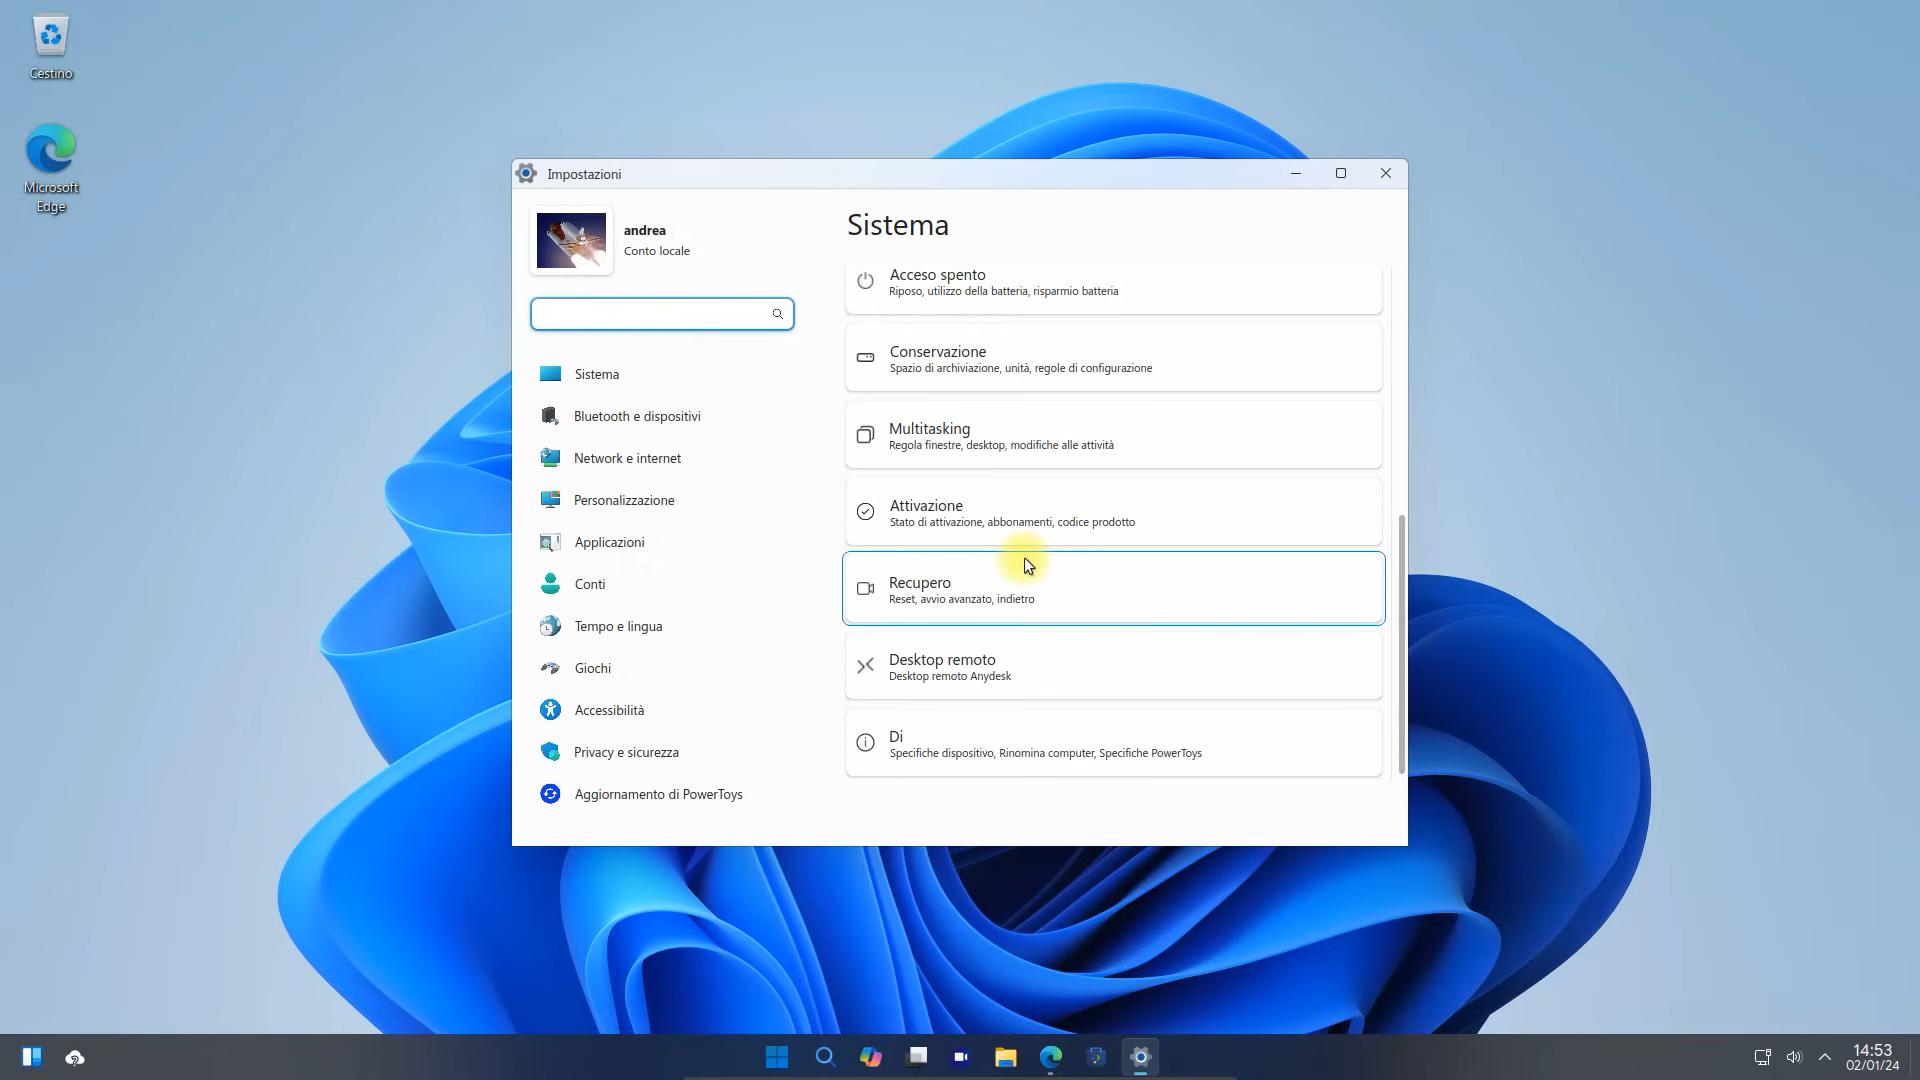 Cestino
Microsoft
Edge
Impostazioni
andrea
Conto locale
Sistema
Bluetooth e dispositivi
Network e internet
Personalizzazione
Applicazioni
Conti
Tempo e lingua
Giochi
Accessibilità
Privacy e sicurezza
Aggiornamento di PowerToys
Sistema
Acceso spento
Riposo, utilizzo della batteria, risparmio batteria
Conservazione
Spazio di archiviazione, unità, regole di configurazione
Multitasking
Regola finestre, desktop, modifiche alle attività
Attivazione
Stato di attivazione, abbonamenti, codice prodotto
Recupero
Reset, avvio avanzato, indietro
Desktop remoto
Desktop remoto Anydesk
Di
Specifiche dispositivo, Rinomina computer, Specifiche PowerToys
14:53
02/01/24